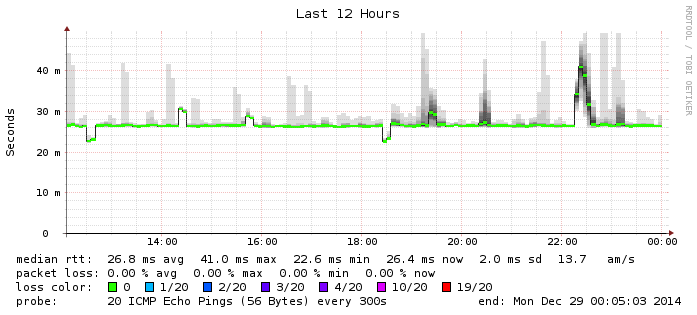 Last 12 Hours
RRDTOOL / TOBI OETIKER
Seconds
40 m
30 m
20 m
10 m
0
14:00 16:00 18:00 20:00 22:00 00:00
median rtt: 26.8 ms avg 41.0 ms max 22.6 ms min 26.4 ms now 2.0 ms sd 13.7 am/s
packet loss: 0.00 % avg 0.00 % max 0.00 % min 0.00 % now
loss color: 0 1/20 2/20 3/20 4/20 10/20 19/20
probe: 20 ICMP Echo Pings (56 Bytes) every 300s end: Mon Dec 29 00:05:03 2014